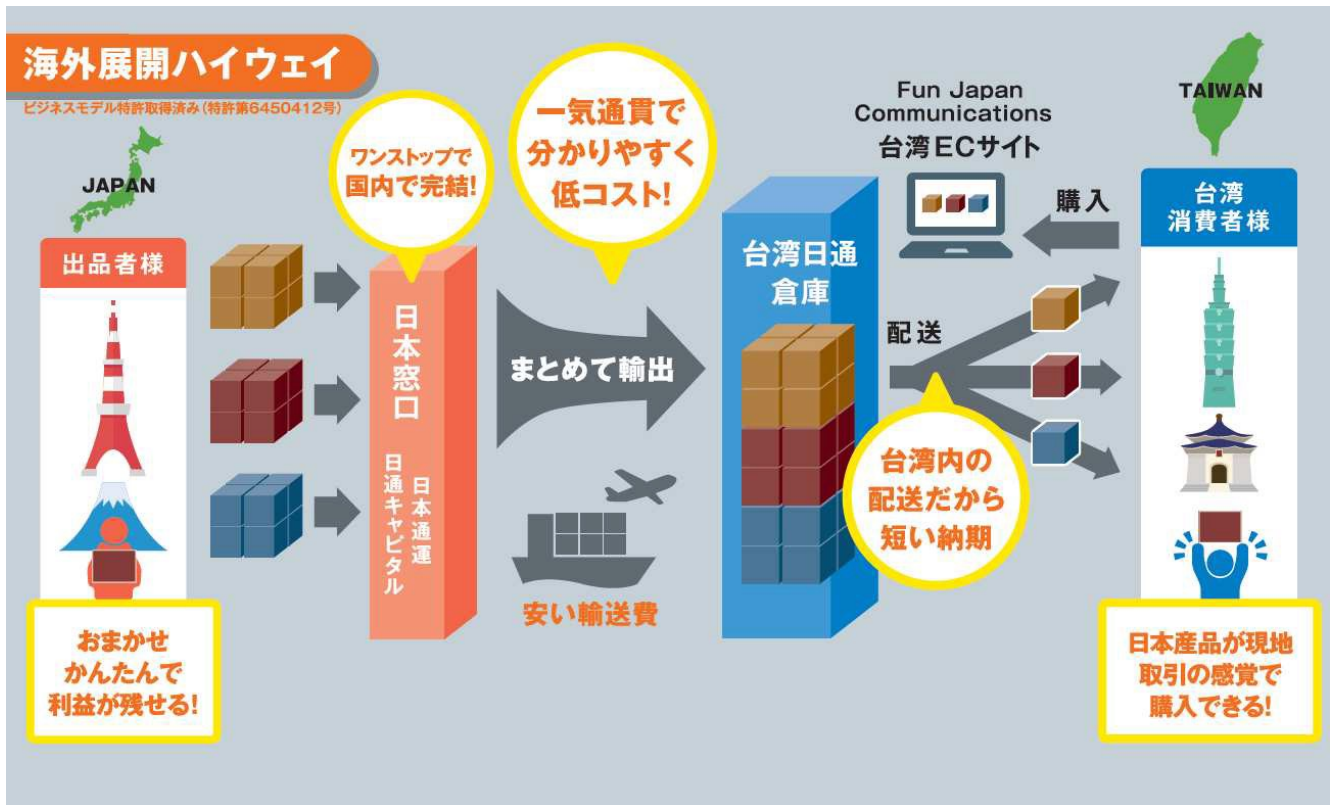 海外展開ハイウェイ
ビジネスモデル特許取得済み(特許第6450412号)
JAPAN
出品者様
おまかせ
かんたんで
利益が残せる!
ワンストップで
国内で完結!
日本窓口
日本通運
日通キャピタル
一気通貫で
分かりやすく
低コスト!
まとめて輸出
安い輸送費
台湾日通
倉庫
Fun Japan
Communications
台湾ECサイト
購入
配送
台湾内の
配送だから
短い納期
TAIWAN
台湾
消費者様
日本産品が現地
取引の感覚で
購入できる!